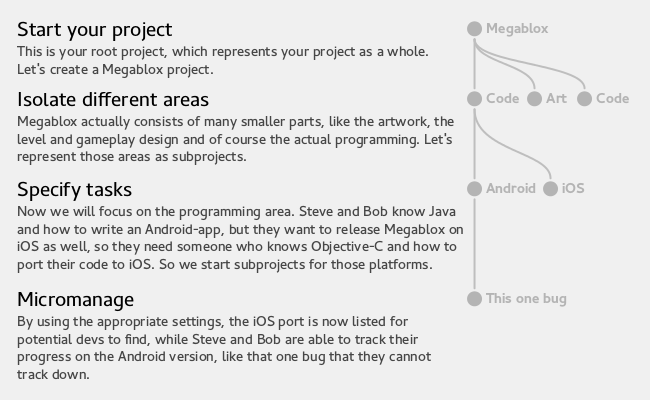 Start your project
This is your root project, which represents your project as a whole.
Let's create a Megablox project.
Megablox
Isolate different areas
Megablox actually consists of many smaller parts, like the artwork, the
level and gameplay design and of course the actual programming. Let's
represent those areas as subprojects.
Code Art Code
Specify tasks
Now we will focus on the programming area. Steve and Bob know Java
and how to write an Android-app, but they want to release Megablox on
iOS as well, so they need someone who knows Objective-C and how to
port their code to iOS. So we start subprojects for those platforms.
Android iOS
Micromanage
By using the appropriate settings, the iOS port is now listed for
potential devs to find, while Steve and Bob are able to track their
progress on the Android version, like that one bug that they cannot
track down.
This one bug